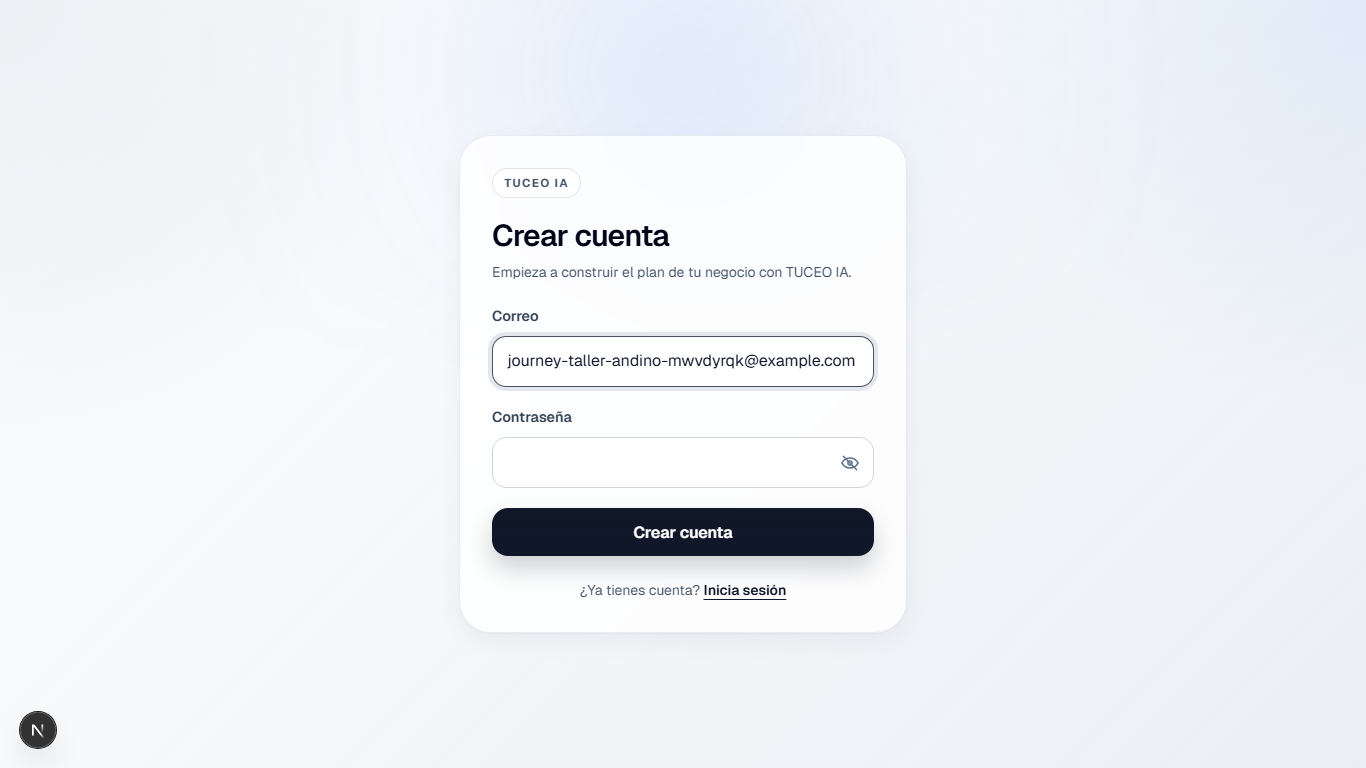 TUCEO IA
Crear cuenta
Empieza a construir el plan de tu negocio con TUCEO IA.
Correo
journey-taller-andino-mwvdyrqk@example.com
Contraseña
Crear cuenta
¿Ya tienes cuenta? Inicia sesión
N